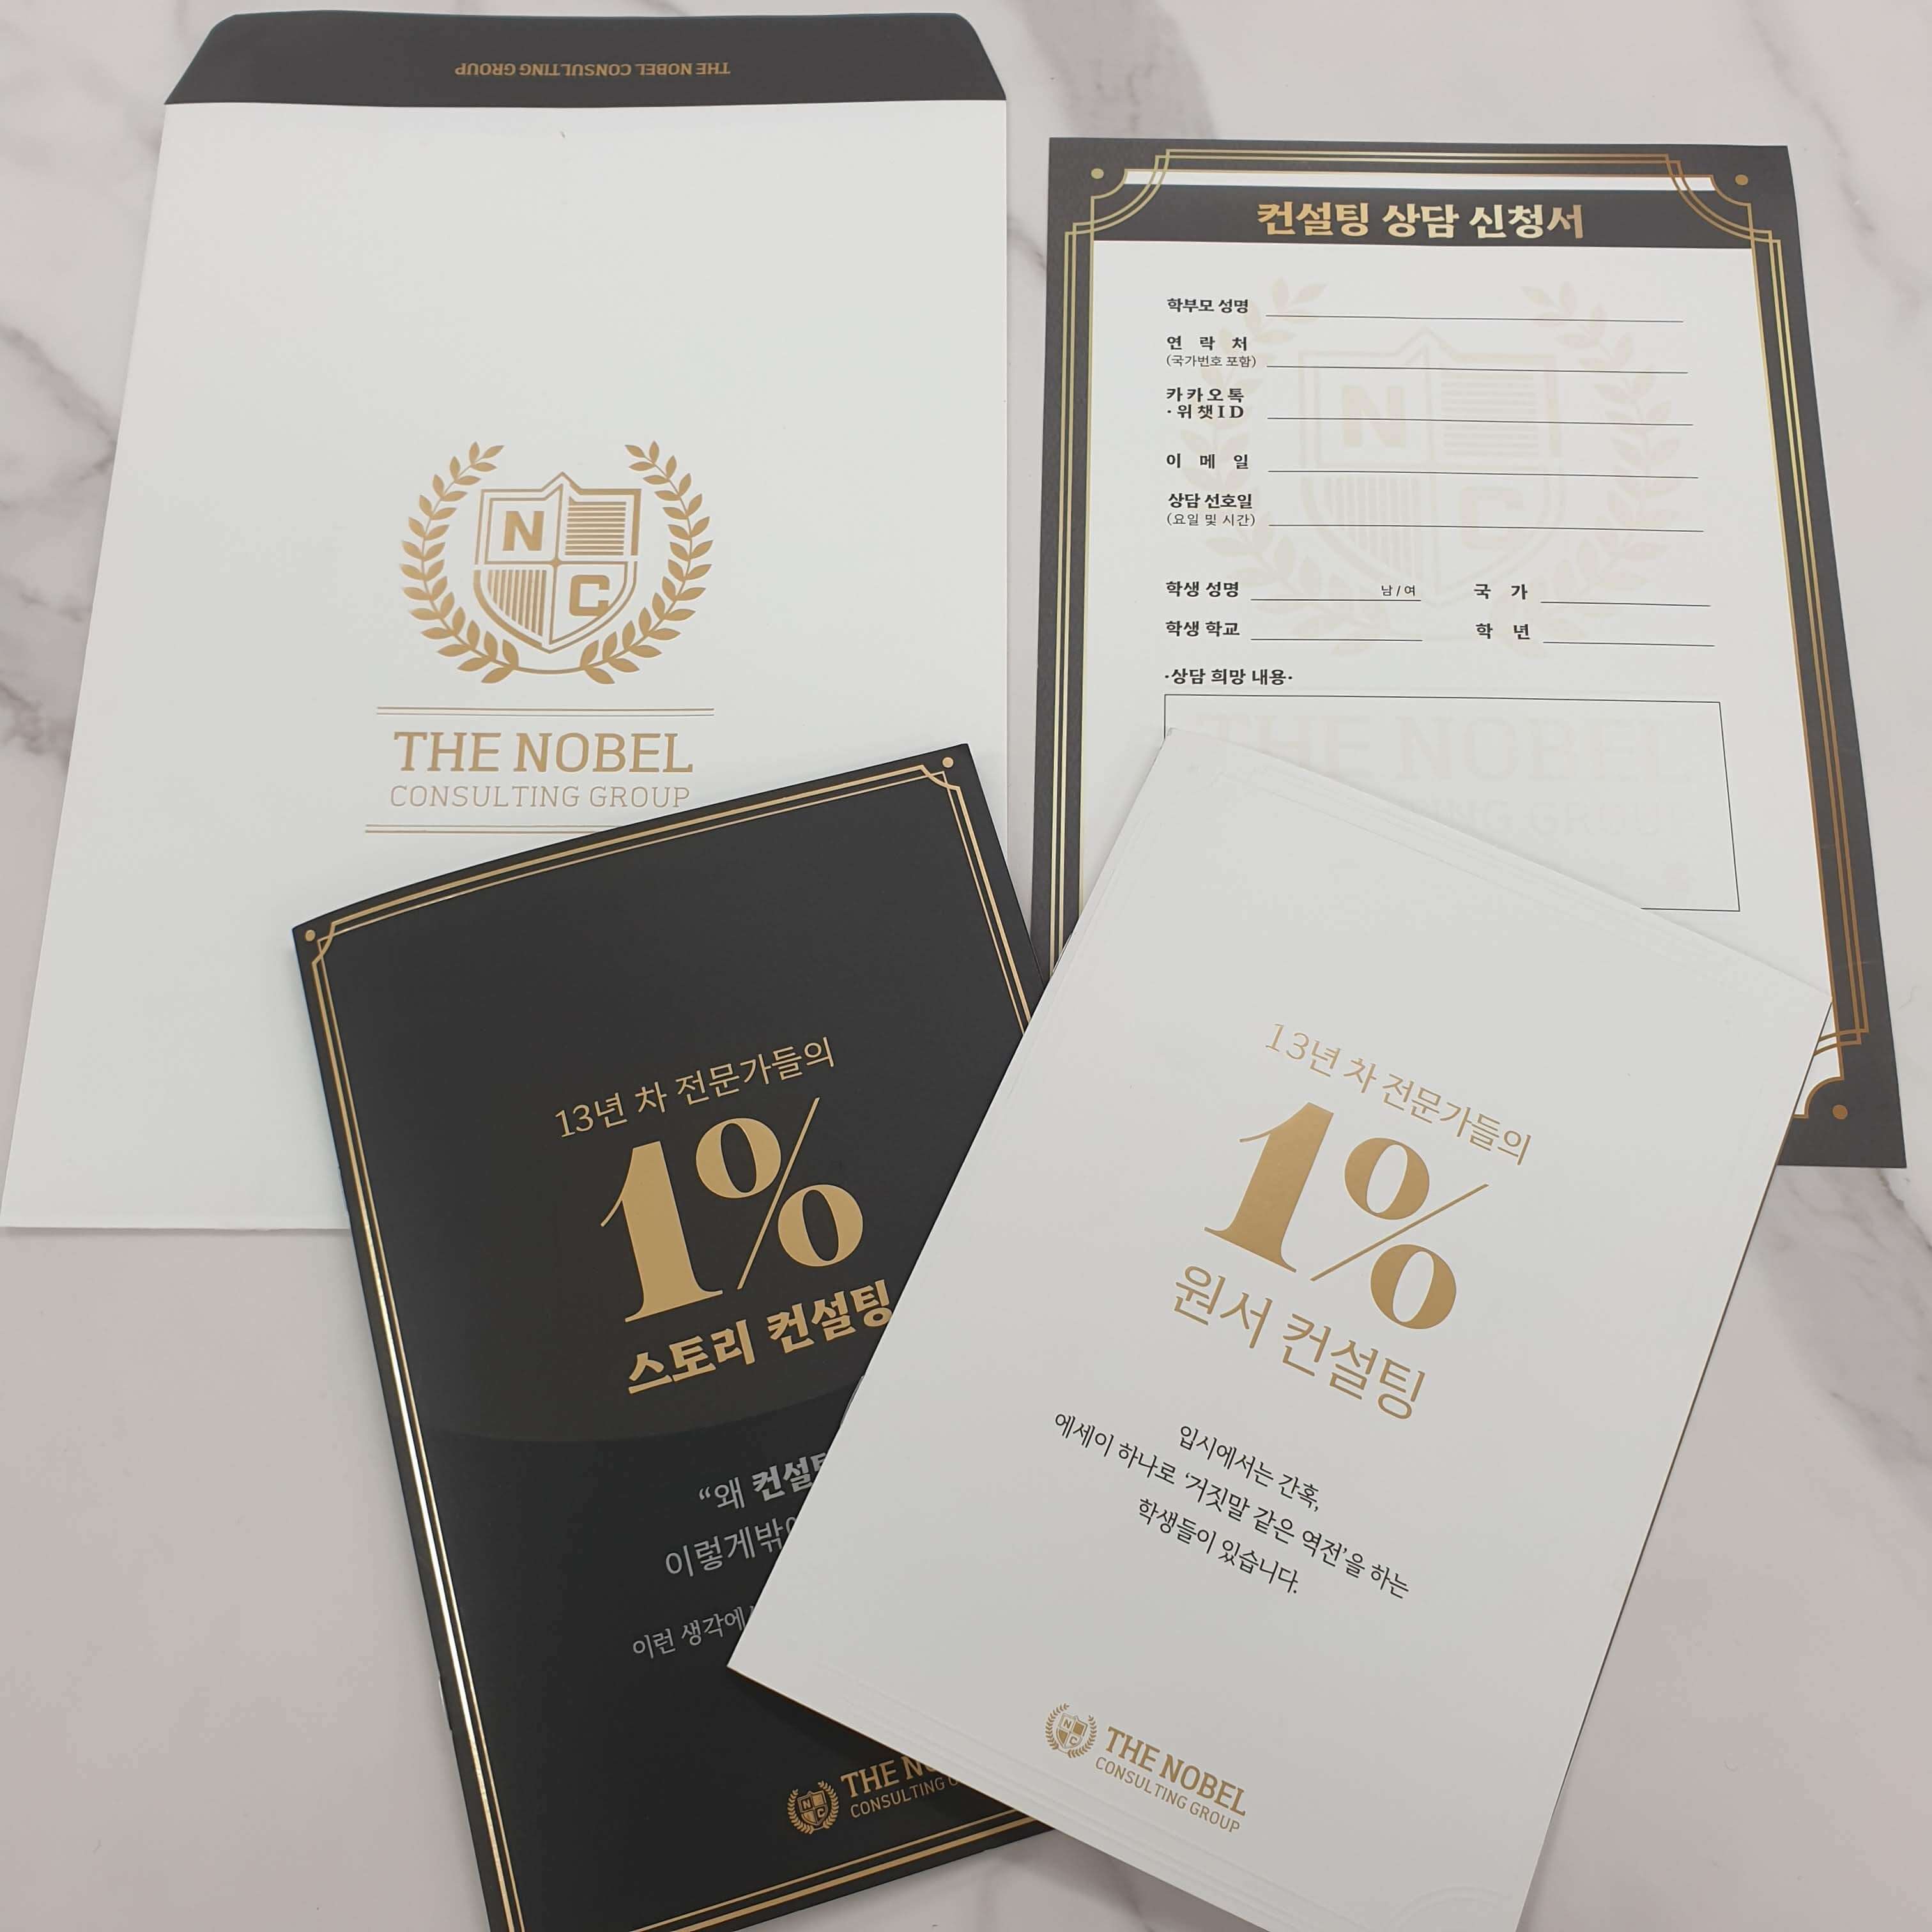 THE NOBEL CONSULTING GROUP
N
C
THE NOBEL
CONSULTING GROUP
컨설팅 상담 신청서
학부모 성명
연 락 처
(국가번호 포함)
카카오톡
·위챗ID
이 메 일
상담 선호일
(요일 및 시간)
학생 성명 남/여 국 가
학생 학교 학 년
·상담 희망 내용·
N
C
THE NOBEL
13년 차 전문가들의
1%
스토리 컨설팅
“왜 컨설
이렇게밖
이런 생각에
N
C
THE
CONSULTING
13년 차 전문가들의
1%
원서 컨설팅
입시에서는 간혹,
에세이 하나로 ‘거짓말 같은 역전’을 하는
학생들이 있습니다.
N
C
THE NOBEL
CONSULTING GROUP